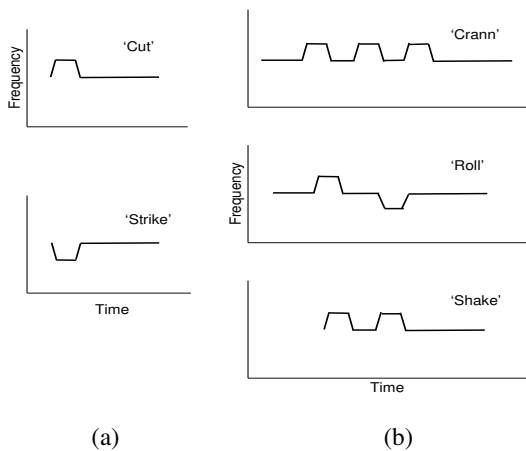 ‘Cut’
Frequency
‘Strike’
Time
(a)
‘Crann’
‘Roll’
Frequency
‘Shake’
Time
(b)